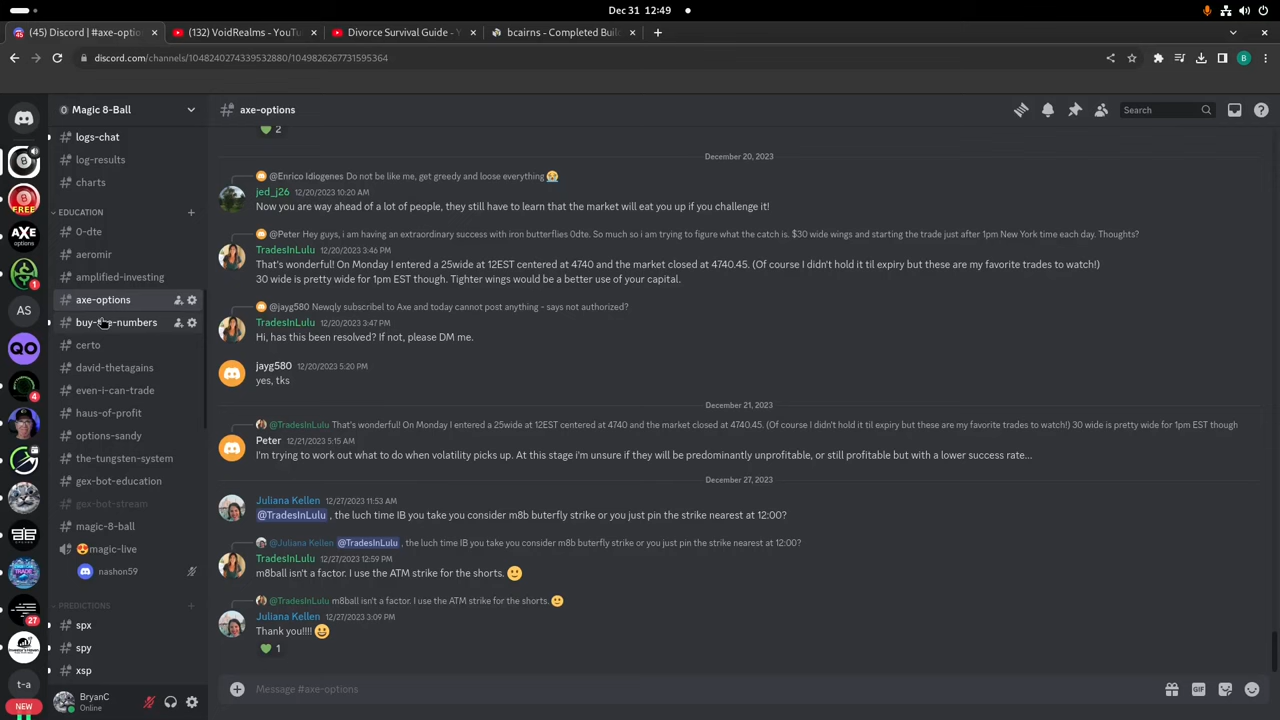 Dec 31 12:49
(45) Discord | #axe-option
(132) VoidRealms - YouTu
Divorce Survival Guide - Y
bcairns - Completed Buil
discord.com/channels/1048240274339532880/1049826267731595364
B
Magic 8-Ball
# axe-options
Search
logs-chat
log-results
charts
EDUCATION
0-dte
aeromir
amplified-investing
axe-options
certo
david-thetagains
even-i-can-trade
haus-of-profit
options-sandy
the-tungsten-system
gex-bot-education
gex-bot-stream
magic-8-ball
😍magic-live
nashon59
PREDICTIONS
spx
spy
xsp
BryanC
Online
FREE
AXE
options
1
AS
QO
4
27
t-a
NEW
2
December 20, 2023
@Enrico Idiogenes Do not be like me, get greedy and loose everything 😭
jed_j26 12/20/2023 10:20 AM
Now you are way ahead of a lot of people, they still have to learn that the market will eat you up if you challenge it!
@Peter Hey guys, i am having an extraordinary success with iron butterflies 0dte. So much so i am trying to figure what the catch is. $30 wide wings and starting the trade just after 1pm New York time each day. Thoughts?
TradesInLulu 12/20/2023 3:46 PM
That's wonderful! On Monday I entered a 25wide at 12EST centered at 4740 and the market closed at 4740.45. (Of course I didn't hold it til expiry but these are my favorite trades to watch!)
30 wide is pretty wide for 1pm EST though. Tighter wings would be a better use of your capital.
@jayg580 Newqly subscribel to Axe and today cannot post anything - says not authorized?
TradesInLulu 12/20/2023 3:47 PM
Hi, has this been resolved? If not, please DM me.
jayg580 12/20/2023 5:20 PM
yes, tks
December 21, 2023
@TradesInLulu That's wonderful! On Monday I entered a 25wide at 12EST centered at 4740 and the market closed at 4740.45. (Of course I didn't hold it til expiry but these are my favorite trades to watch!) 30 wide is pretty wide for 1pm EST though
Peter 12/21/2023 5:15 AM
I'm trying to work out what to do when volatility picks up. At this stage i'm unsure if they will be predominantly unprofitable, or still profitable but with a lower success rate...
December 27, 2023
Juliana Kellen 12/27/2023 11:53 AM
@TradesInLulu , the luch time IB you take you consider m8b buterfly strike or you just pin the strike nearest at 12:00?
@Juliana Kellen @TradesInLulu , the luch time IB you take you consider m8b buterfly strike or you just pin the strike nearest at 12:00?
TradesInLulu 12/27/2023 12:59 PM
m8ball isn't a factor. I use the ATM strike for the shorts. 🙂
@TradesInLulu m8ball isn't a factor. I use the ATM strike for the shorts. 🙂
Juliana Kellen 12/27/2023 3:09 PM
Thank you!!!! 😀
1
Message #axe-options
GIF